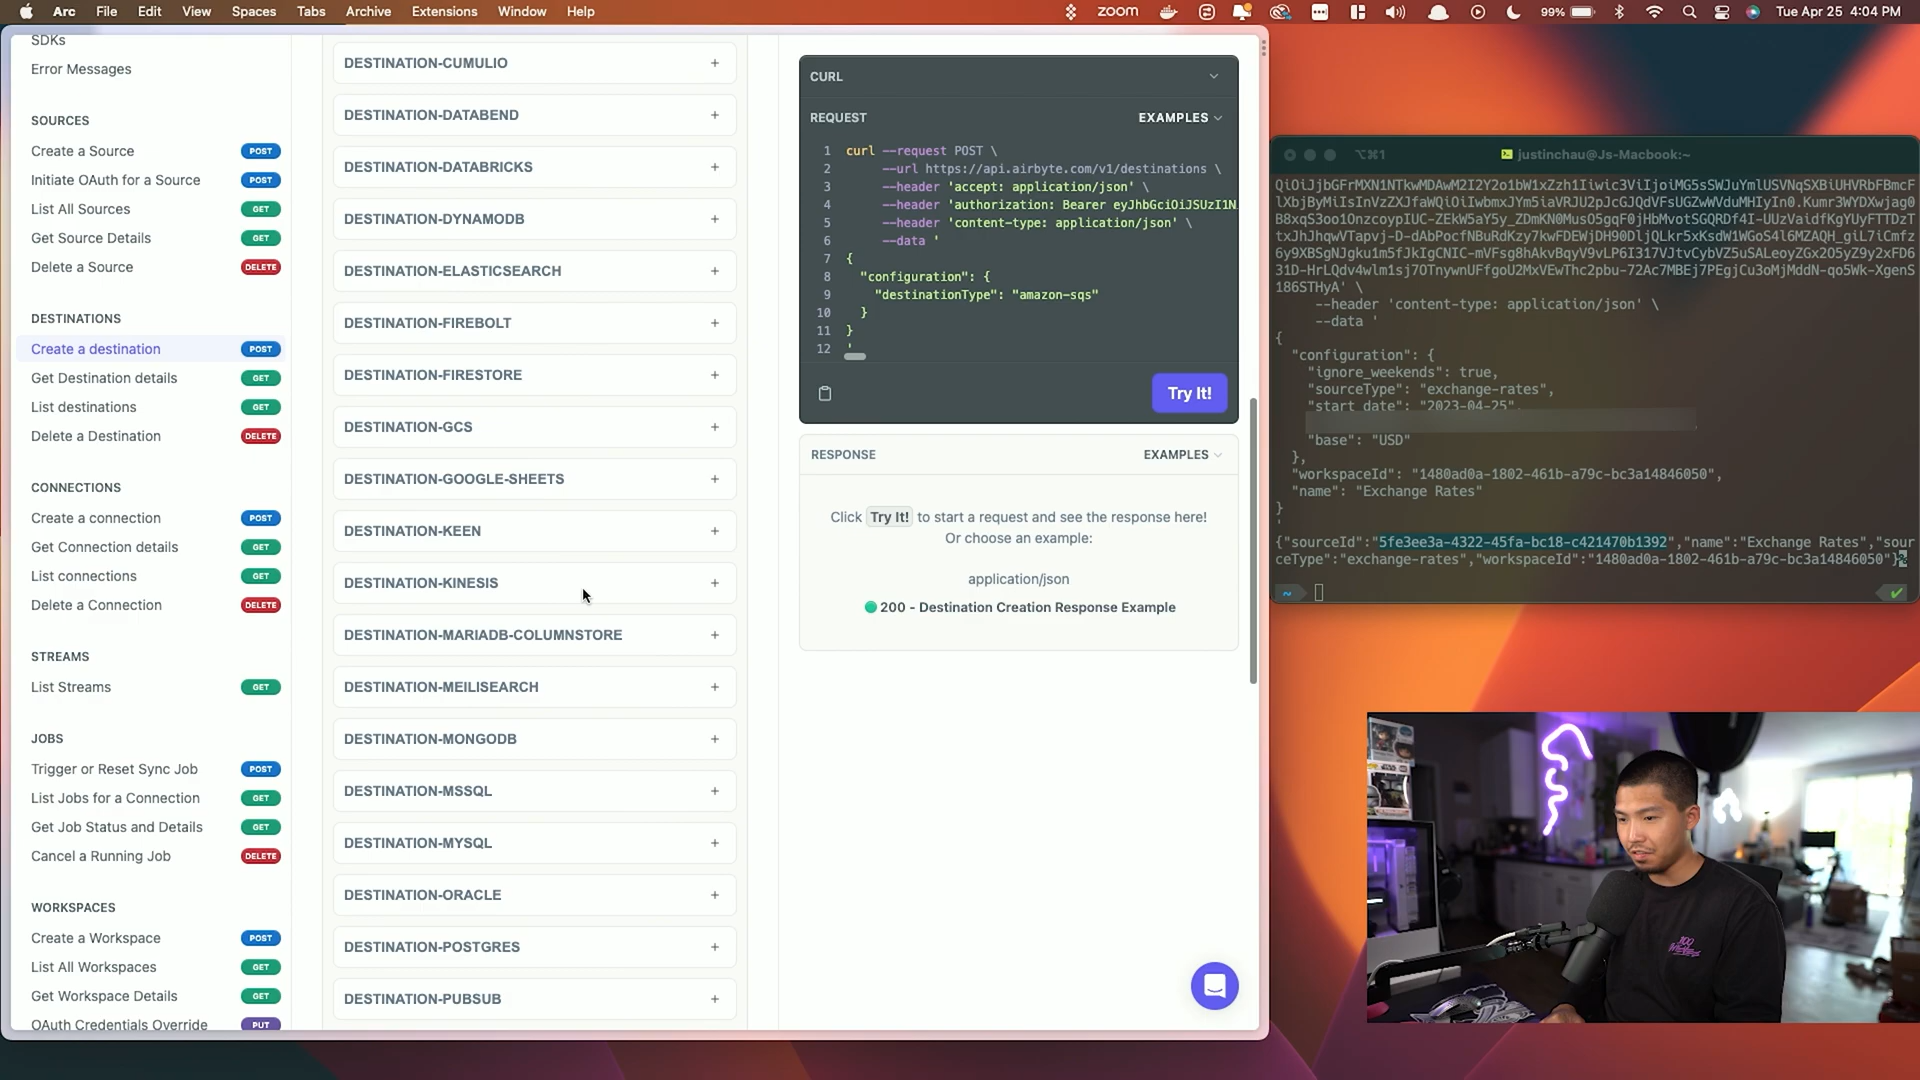 Arc File Edit View Spaces Tabs Archive Extensions Window Help
zoom 99% Tue Apr 25 4:04 PM
SDKs
Error Messages
SOURCES
Create a Source POST
Initiate OAuth for a Source POST
List All Sources GET
Get Source Details GET
Delete a Source DELETE
DESTINATIONS
Create a destination POST
Get Destination details GET
List destinations GET
Delete a Destination DELETE
CONNECTIONS
Create a connection POST
Get Connection details GET
List connections GET
Delete a Connection DELETE
STREAMS
List Streams GET
JOBS
Trigger or Reset Sync Job POST
List Jobs for a Connection GET
Get Job Status and Details GET
Cancel a Running Job DELETE
WORKSPACES
Create a Workspace POST
List All Workspaces GET
Get Workspace Details GET
OAuth Credentials Override PUT
DESTINATION-CUMULIO +
DESTINATION-DATABEND +
DESTINATION-DATABRICKS +
DESTINATION-DYNAMODB +
DESTINATION-ELASTICSEARCH +
DESTINATION-FIREBOLT +
DESTINATION-FIRESTORE +
DESTINATION-GCS +
DESTINATION-GOOGLE-SHEETS +
DESTINATION-KEEN +
DESTINATION-KINESIS +
DESTINATION-MARIADB-COLUMNSTORE +
DESTINATION-MEILISEARCH +
DESTINATION-MONGODB +
DESTINATION-MSSQL +
DESTINATION-MYSQL +
DESTINATION-ORACLE +
DESTINATION-POSTGRES +
DESTINATION-PUBSUB +
CURL
REQUEST EXAMPLES
1 curl --request POST \
2 --url https://api.airbyte.com/v1/destinations \
3 --header 'accept: application/json' \
4 --header 'authorization: Bearer eyJhbGciOiJSUzI1N
5 --header 'content-type: application/json' \
6 --data '
7 {
8 "configuration": {
9 "destinationType": "amazon-sqs"
10 }
11 }
12 '
Try It!
RESPONSE EXAMPLES
Click Try It! to start a request and see the response here!
Or choose an example:
application/json
200 - Destination Creation Response Example
⌥⌘1 justinchau@Js-Macbook:~
--header 'content-type: application/json' \
--data '
{
"configuration": {
"ignore_weekends": true,
"sourceType": "exchange-rates",
"start_date": "2023-04-25",
"base": "USD"
},
"workspaceId": "1480ad0a-1802-461b-a79c-bc3a14846050",
"name": "Exchange Rates"
}
'
{"sourceId":"5fe3ee3a-4322-45fa-bc18-c421470b1392","name":"Exchange Rates","sour
ceType":"exchange-rates","workspaceId":"1480ad0a-1802-461b-a79c-bc3a14846050"}%
~